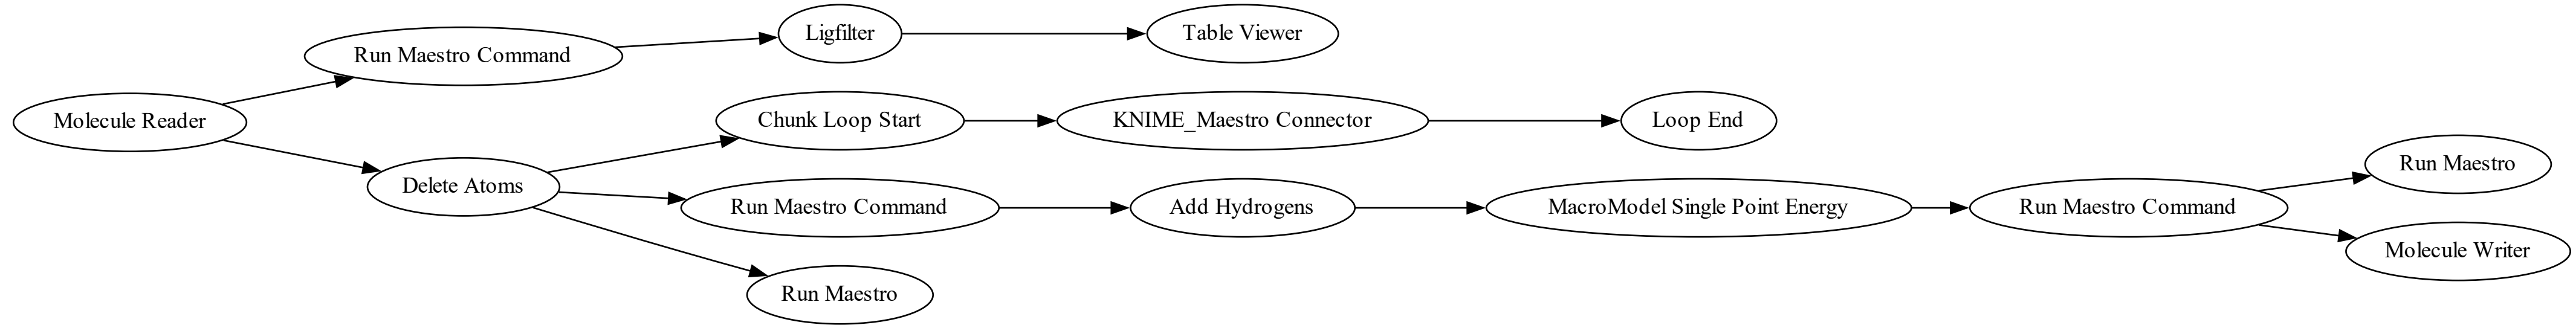 Molecule Reader
Run Maestro Command
Ligfilter
Table Viewer
Delete Atoms
Chunk Loop Start
KNIME_Maestro Connector
Loop End
Run Maestro Command
Add Hydrogens
MacroModel Single Point Energy
Run Maestro Command
Run Maestro
Molecule Writer
Run Maestro